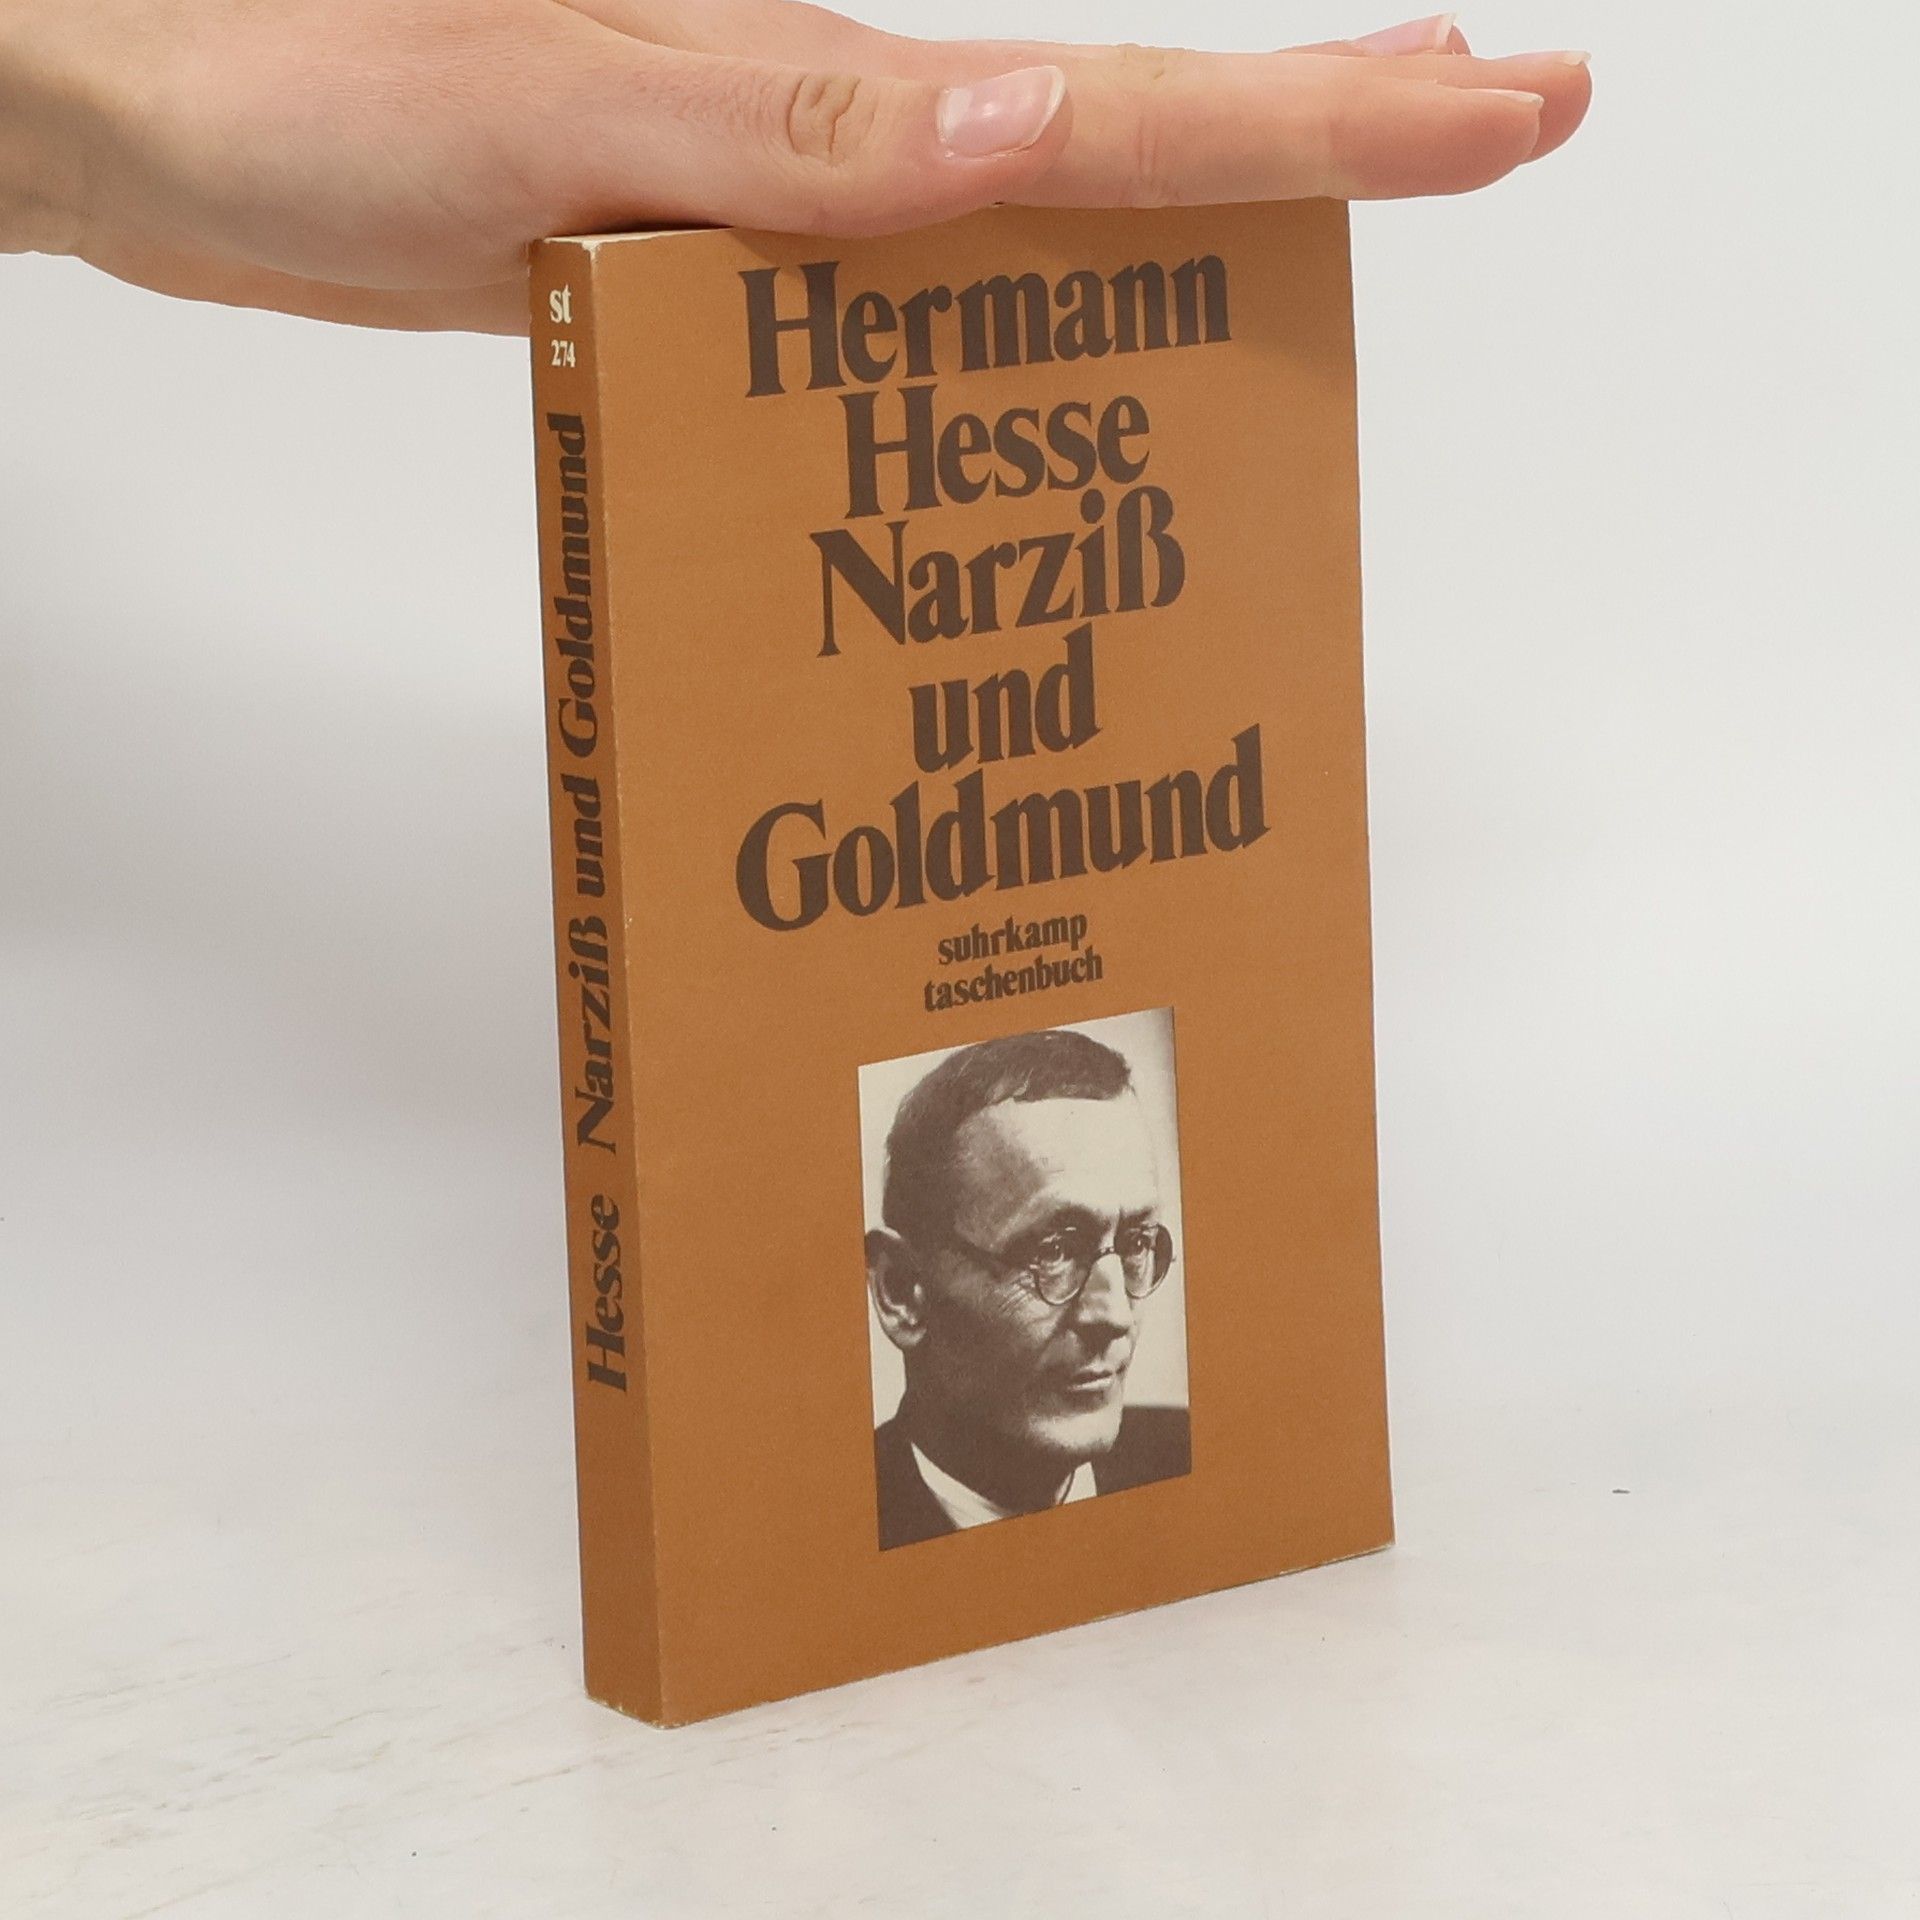 st
274
Hesse Narziß und Goldmund
Hermann
Hesse
Narziß
und
Goldmund
suhrkamp
taschenbuch